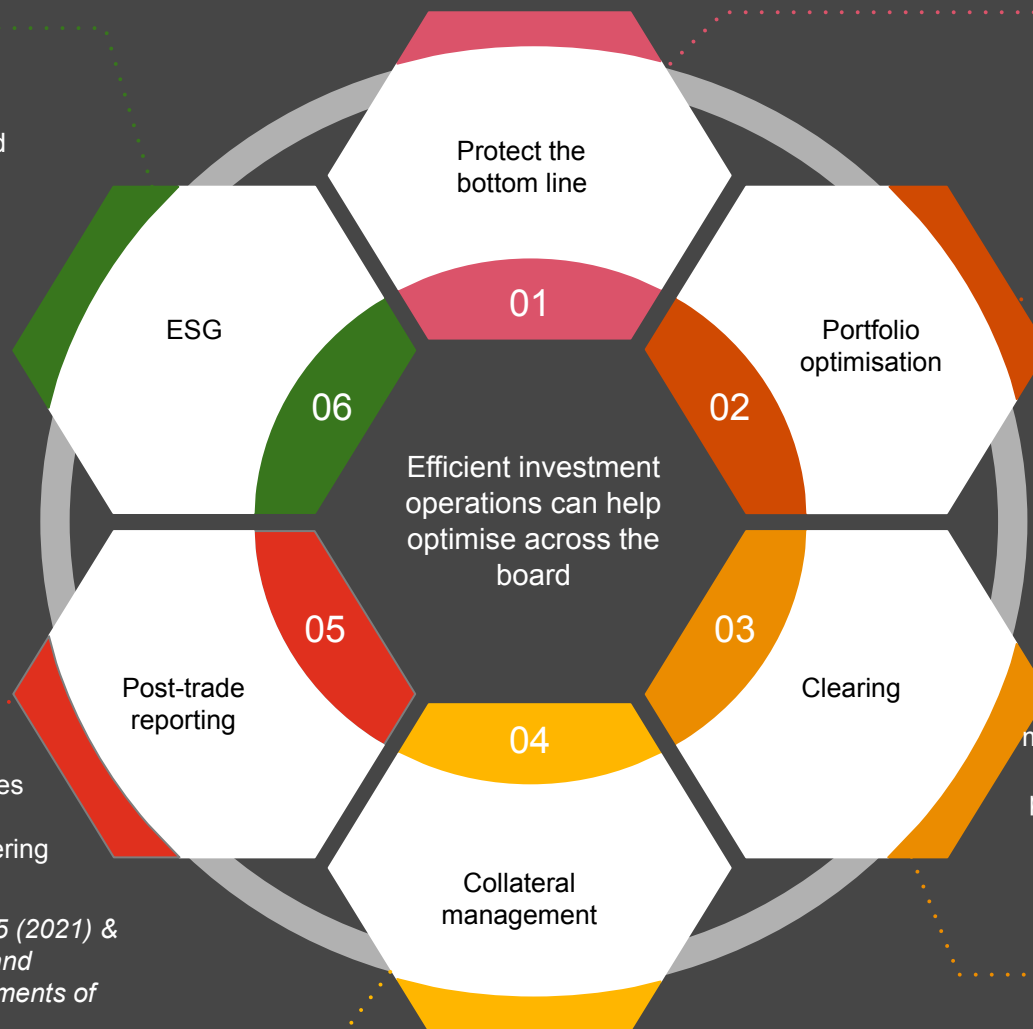 Protect the
bottom line
01
Portfolio
optimisation
02
Clearing
03
Collateral
management
04
Post-trade
reporting
05
ESG
06
Efficient investment
operations can help
optimise across the
board
(2021) &